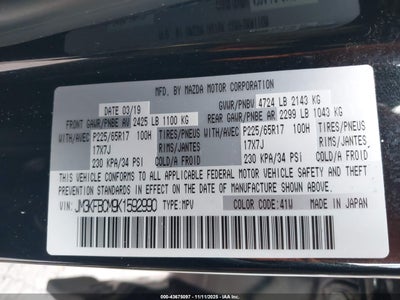 MFD. BY MAZDA MOTOR CORPORATION
DATE 03/19 GVWR/PNBV 4724 LB 2143 KG
FRONT GAWR/PNBE AV 2425 LB 1100 KG REAR GAWR/PNBE AR 2299 LB 1043 KG
WITH/AVEC P225/65R17 100H TIRES/PNEUS WITH/AVEC P225/65R17 100H TIRES/PNEUS
17X7J RIMS/JANTES 17X7J RIMS/JANTES
230 KPA/34 PSI COLD/A FROID 230 KPA/34 PSI COLD/A FROID
THIS VEHICLE CONFORMS TO ALL APPLICABLE FEDERAL MOTOR VEHICLE SAFETY AND THEFT
PREVENTION STANDARDS IN EFFECT ON THE DATE OF MANUFACTURE SHOWN ABOVE.
JM3KFBCM9K1592990 TYPE:MPV COLOR:41W MADE IN JAPAN
© 43675097 - 11/11/2025 - IAAI.com